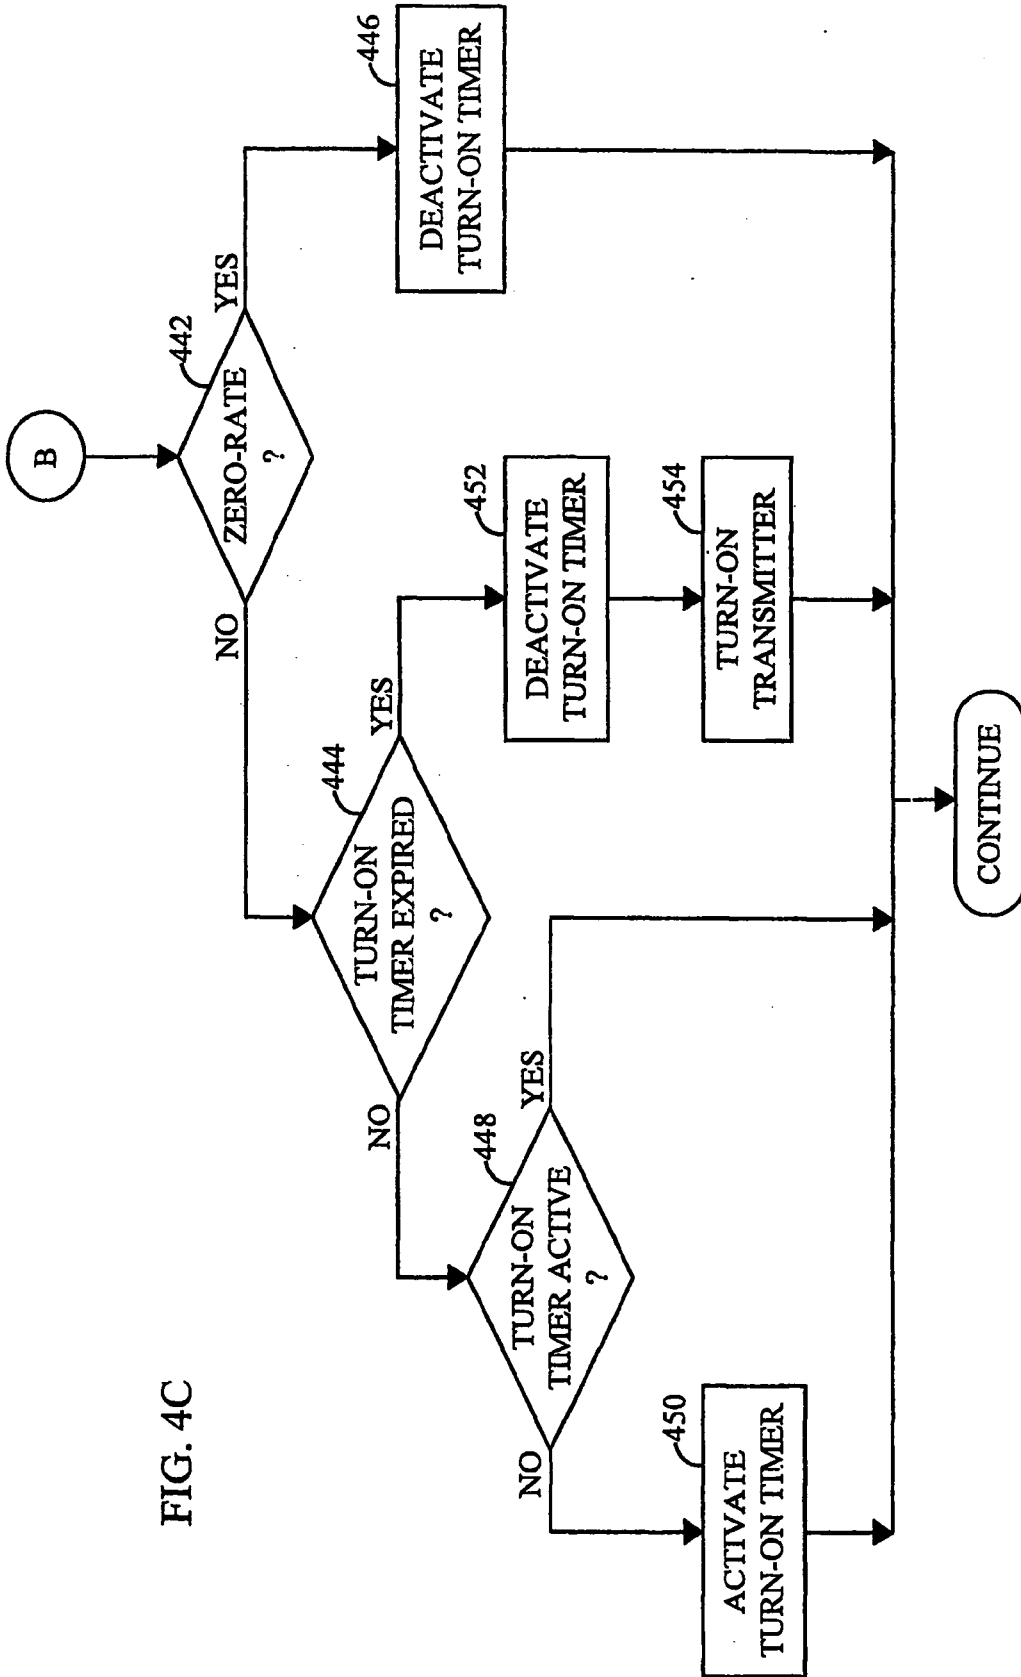 FIG. 4C
B
442
ZERO-RATE
?
NO
YES
444
TURN-ON
TIMER EXPIRED
?
NO
YES
446
DEACTIVATE
TURN-ON TIMER
448
TURN-ON
TIMER ACTIVE
?
NO
YES
452
DEACTIVATE
TURN-ON TIMER
450
ACTIVATE
TURN-ON TIMER
454
TURN-ON
TRANSMITTER
CONTINUE